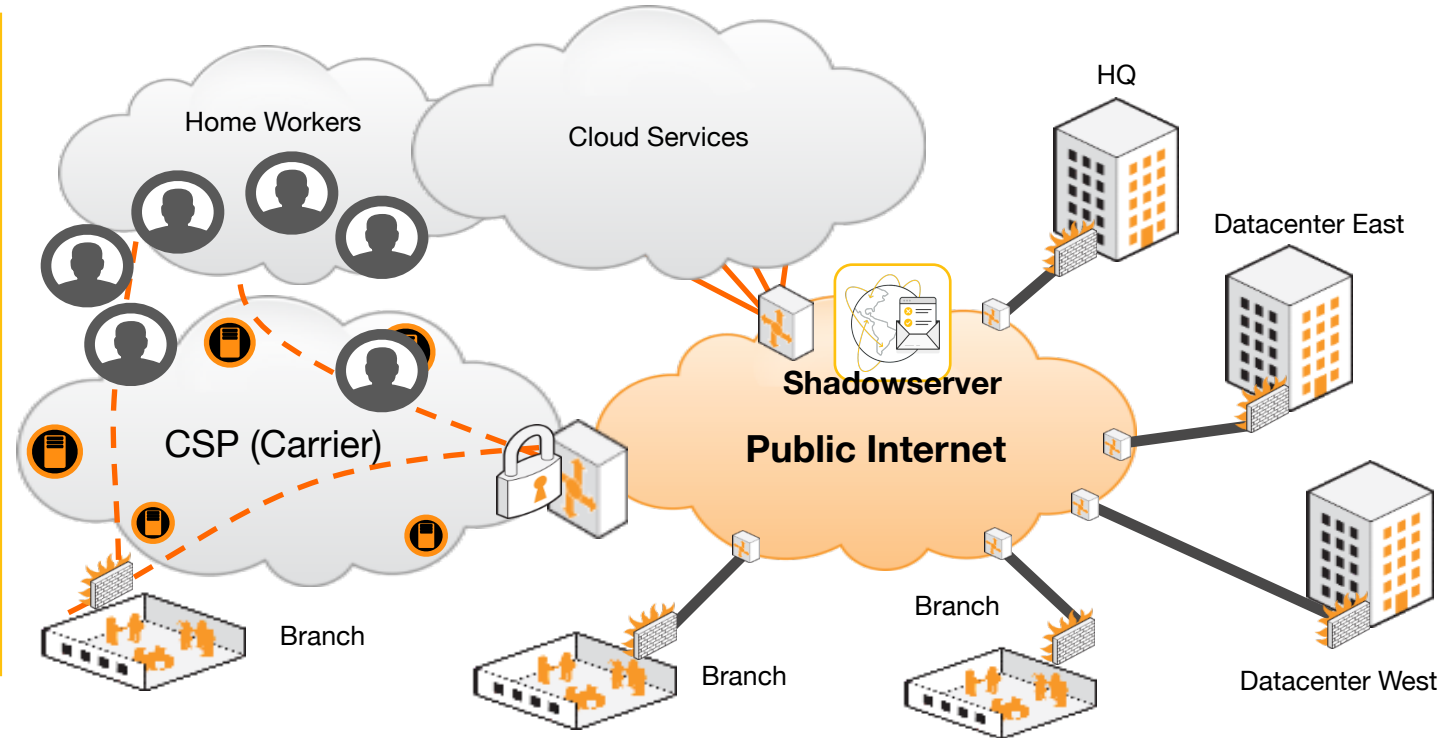 HQ
Home Workers
Cloud Services
Datacenter East
Shadowserver
CSP (Carrier)
Public Internet
Branch
Branch
Branch
Datacenter West